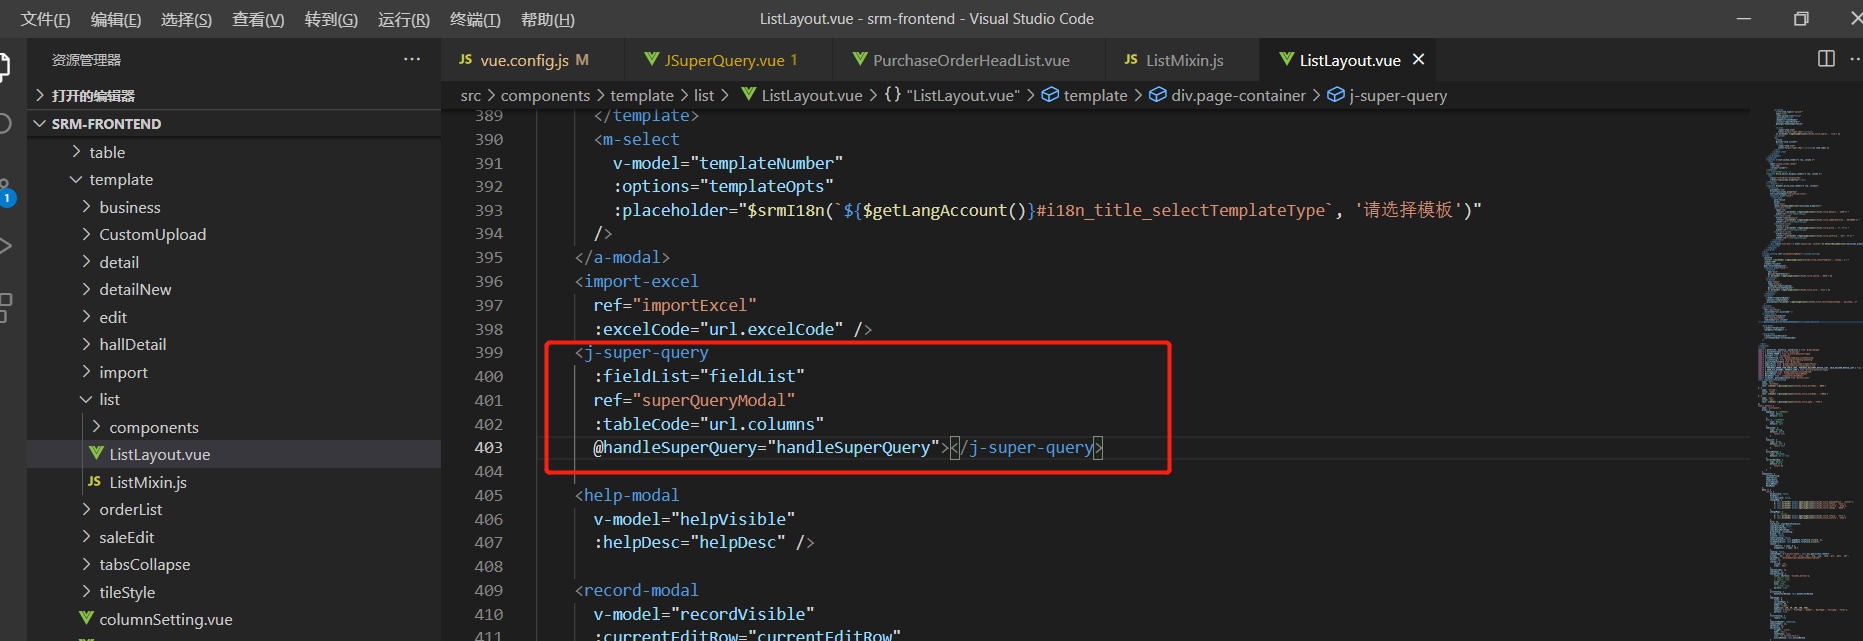 文件(F) 编辑(E) 选择(S) 查看(V) 转到(G) 运行(R) 终端(T) 帮助(H) ListLayout.vue - srm-frontend - Visual Studio Code
资源管理器 ···
JS vue.config.js M JSuperQuery.vue 1 PurchaseOrderHeadList.vue JS ListMixin.js ListLayout.vue
打开的编辑器
src > components > template > list > ListLayout.vue > {} "ListLayout.vue" > template > div.page-container > j-super-query
SRM-FRONTEND
1
table
template
business
CustomUpload
detail
detailNew
edit
hallDetail
import
list
components
ListLayout.vue
JS ListMixin.js
orderList
saleEdit
tabsCollapse
tileStyle
columnSetting.vue
389 </template>
390 <m-select
391 v-model="templateNumber"
392 :options="templateOpts"
393 :placeholder="$srmI18n(`${$getLangAccount()}#i18n_title_selectTemplateType`, '请选择模板')"
394 />
395 </a-modal>
396 <import-excel
397 ref="importExcel"
398 :excelCode="url.excelCode" />
399 <j-super-query
400 :fieldList="fieldList"
401 ref="superQueryModal"
402 :tableCode="url.columns"
403 @handleSuperQuery="handleSuperQuery"></j-super-query>
404
405 <help-modal
406 v-model="helpVisible"
407 :helpDesc="helpDesc" />
408
409 <record-modal
410 v-model="recordVisible"
411 :currentEditRow="currentEditRow"